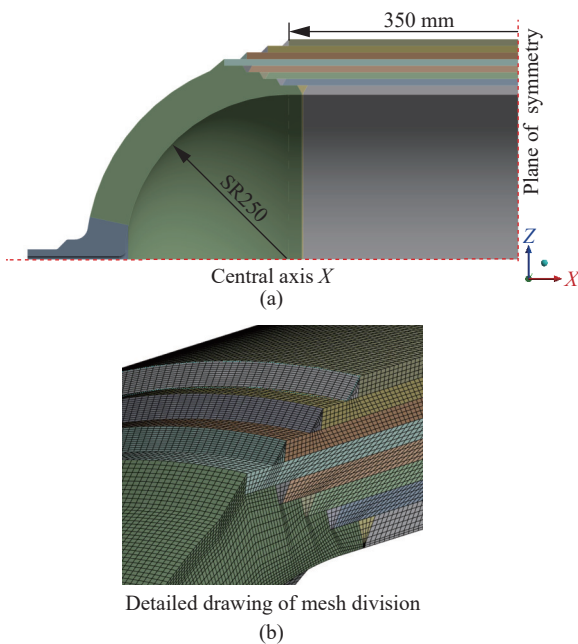 350 mm
Plane of symmetry
SR250
Z
X
Central axis X
(a)
Detailed drawing of mesh division
(b)